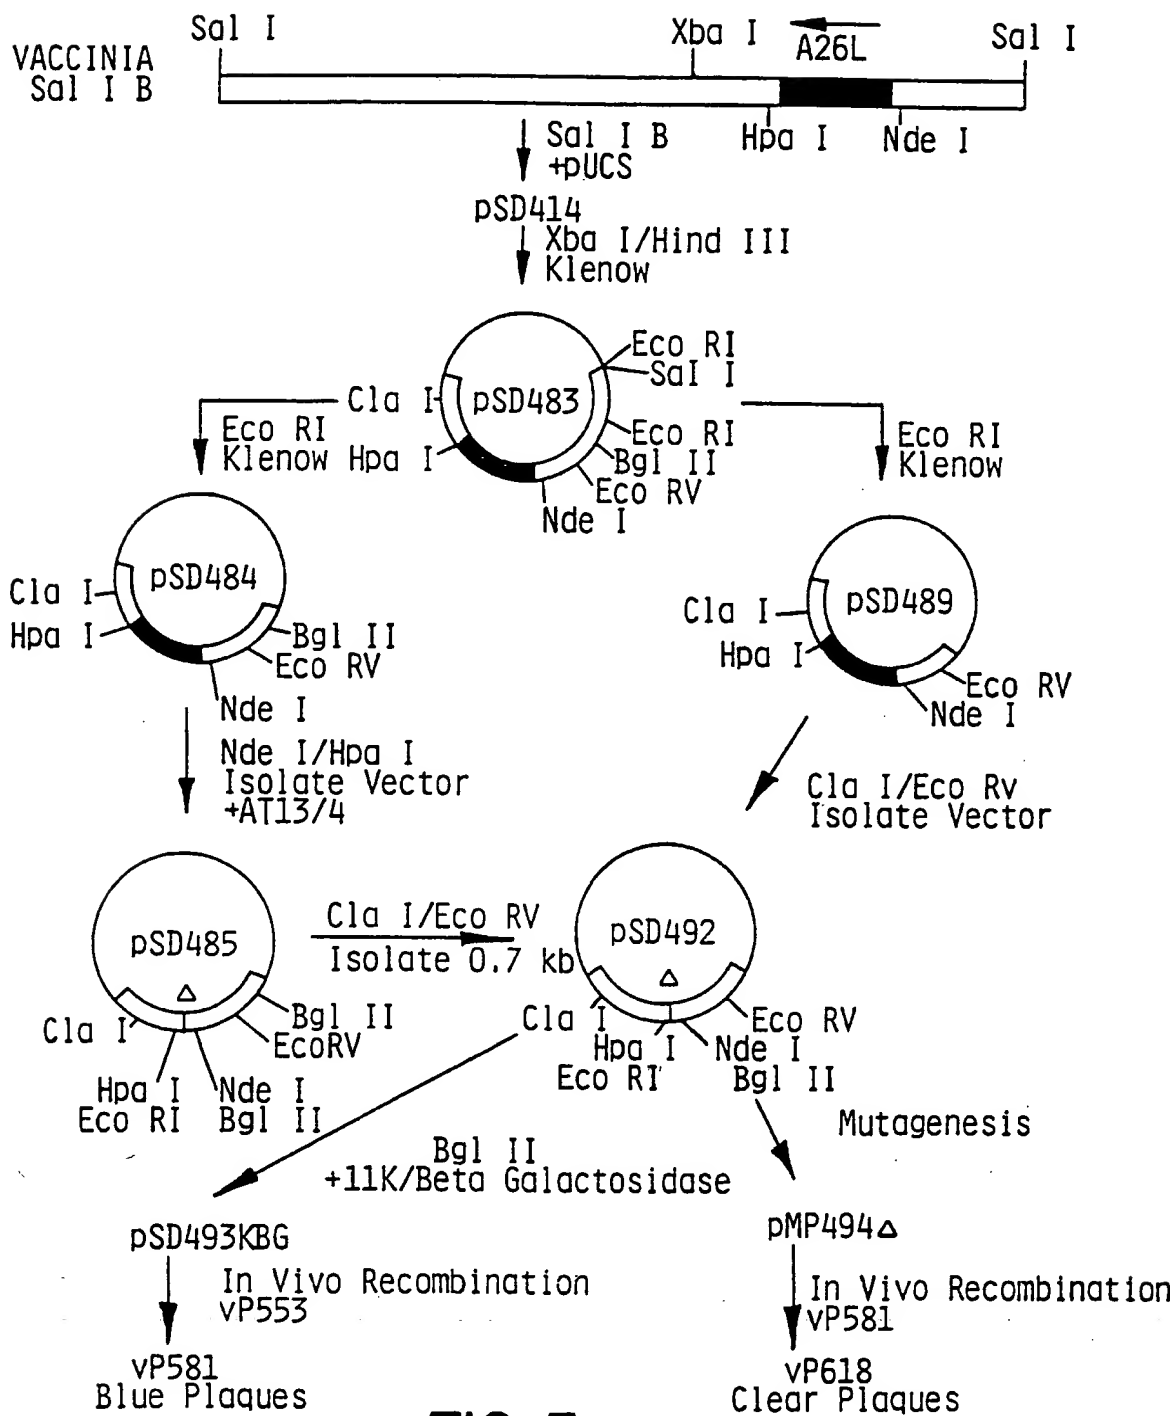 Sal I
Xba I
A26L
Sal I
VACCINIA
Sal I B
Hpa I
Nde I
Sal I B
+pUCS
pSD414
Xba I/Hind III
Klenow
pSD483
Eco RI
SaI I
Cla I
Eco RI
Hpa I
Bgl II
Eco RV
Nde I
Eco RI
Klenow
Eco RI
Klenow
pSD484
Cla I
Hpa I
Bgl II
Eco RV
Nde I
pSD489
Cla I
Hpa I
Eco RV
Nde I
Nde I/Hpa I
Isolate Vector
+AT13/4
Cla I/Eco Rv
Isolate Vector
pSD485
Δ
Cla I
Bgl II
EcoRV
Hpa I
Nde I
Eco RI
Bgl II
Cla I/Eco RV
Isolate 0.7 kb
pSD492
Δ
Cla I
Eco RV
Hpa I
Nde I
Eco RI
Bgl II
Bgl II
+11K/Beta Galactosidase
Mutagenesis
pSD493KBG
In Vivo Recombination
vP553
vP581
Blue Plaques
pMP494Δ
In Vivo Recombination
vP581
vP618
Clear Plaques